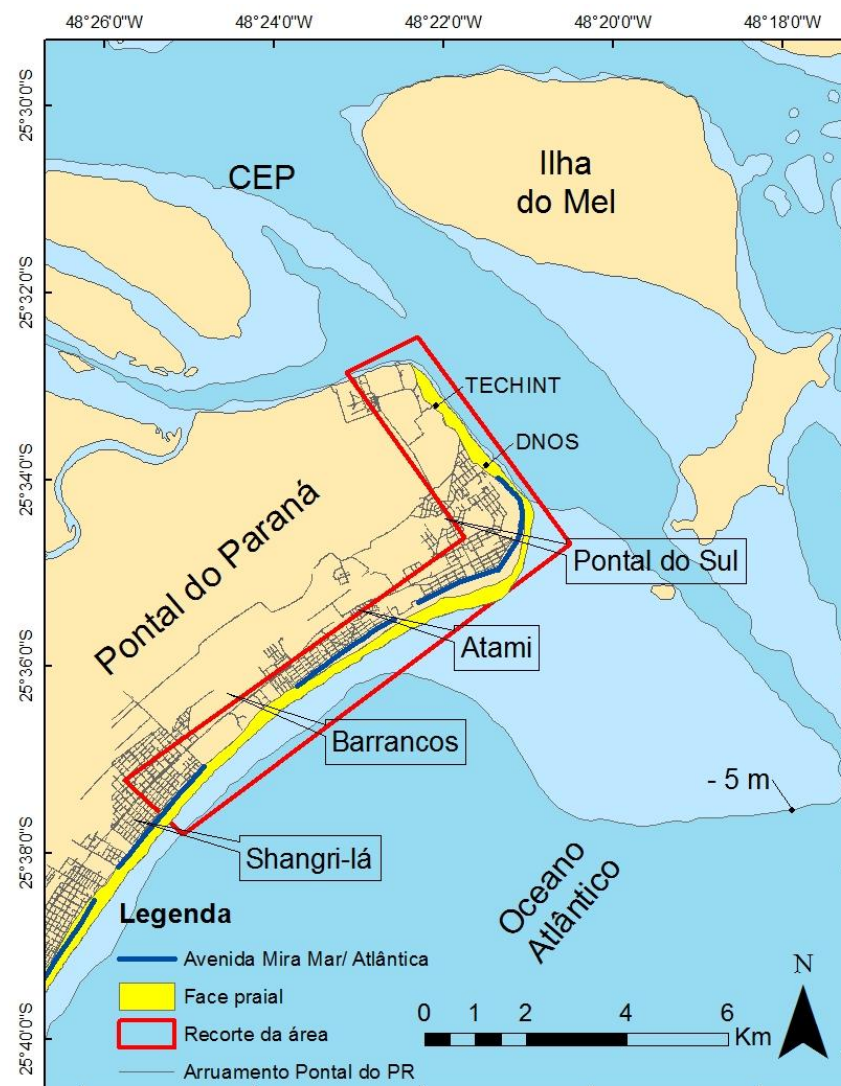 48°26'0"W 48°24'0"W 48°22'0"W 48°20'0"W 48°18'0"W
25°30'0"S
25°32'0"S
25°34'0"S
25°36'0"S
25°38'0"S
25°40'0"S
CEP
Ilha
do Mel
TECHINT
DNOS
Pontal do Paraná
Pontal do Sul
Atami
Barrancos
- 5 m
Shangri-lá
Oceano
Atlântico
Legenda
Avenida Mira Mar/ Atlântica
Face praial
Recorte da área
Arruamento Pontal do PR
0 1 2 4 6
Km
N